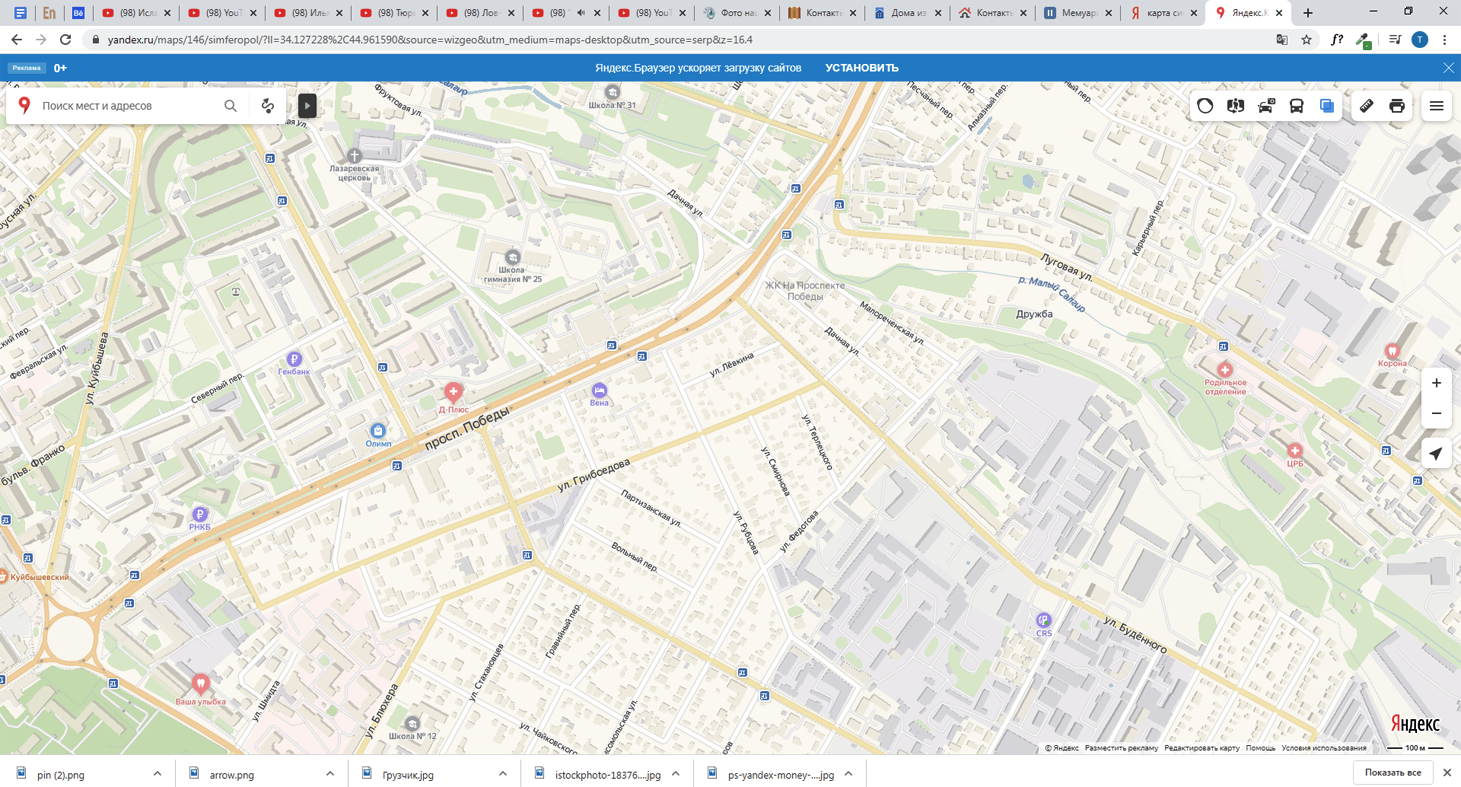 En
Bē
(98) Исла
(98) YouT
(98) Илы
(98) Тюр
(98) Лов
(98)
(98) YouT
Фото на
Контакт
Дома из
Контакт
Мемуар
карта си
Яндекс.К
yandex.ru/maps/146/simferopol/?ll=34.127228%2C44.961590&source=wizgeo&utm_medium=maps-desktop&utm_source=serp&z=16.4
f?
T
Реклама
0+
Яндекс.Браузер ускоряет загрузку сайтов
УСТАНОВИТЬ
Поиск мест и адресов
Фруктовая ул.
Школа № 31
Песчаный пер.
Алмазный пер.
Лазаревская
церковь
Дачная ул.
Карьерный пер.
Школа-
гимназия № 25
Луговая ул.
ЖК На Проспекте
Победы
р. Малый Салгир
Малореченская ул.
Дружба
Дачная ул.
ул. Куйбышева
Февральская ул.
Генбанк
Северный пер.
ул. Лёвкина
Корона
Родильное
отделение
Д-Плюс
Вена
просп. Победы
Олимп
ул. Терлецкого
бульв. Франко
ул. Грибоедова
ул. Смирнова
ЦРБ
Партизанская ул.
РНКБ
ул. Рубцова
ул. Федотова
Вольный пер.
Куйбышевский
Гравийный пер.
CRS
ул. Будённого
ул. Стахановцев
Ваша улыбка
ул. Шмидта
ул. Блюхера
Школа № 12
ул. Чайковского
Яндекс
© Яндекс Разместить рекламу Редактировать карту Помощь Условия использования
100 м
pin (2).png
arrow.png
Грузчик.jpg
istockphoto-18376....jpg
ps-yandex-money-....jpg
Показать все